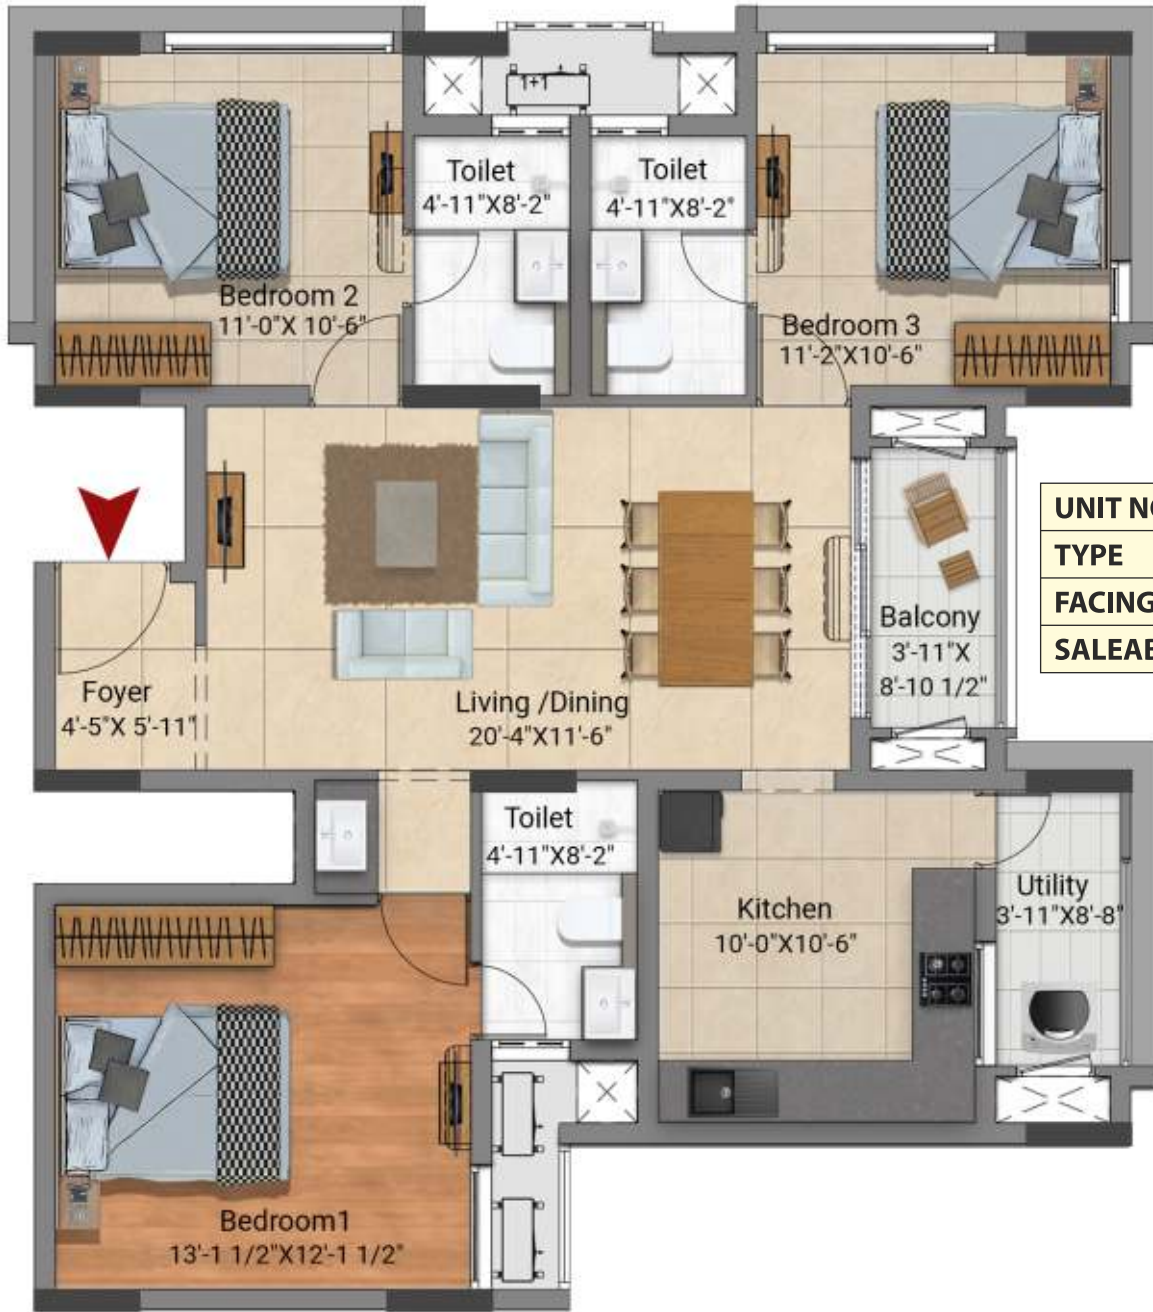 1+1
Toilet
4'-11"X8'-2"
Toilet
4'-11"X8'-2"
Bedroom 2
11'-0"X 10'-6"
Bedroom 3
11'-2"X10'-6"
UNIT
TYPE
FACING
Balcony
3'-11"X
8'-10 1/2"
Foyer
4'-5"X 5'-11"
Living /Dining
20'-4"X11'-6"
Toilet
4'-11"X8'-2"
Kitchen
10'-0"X10'-6"
Utility
3'-11"X8'-8"
Bedroom1
13'-1 1/2"X12'-1 1/2"